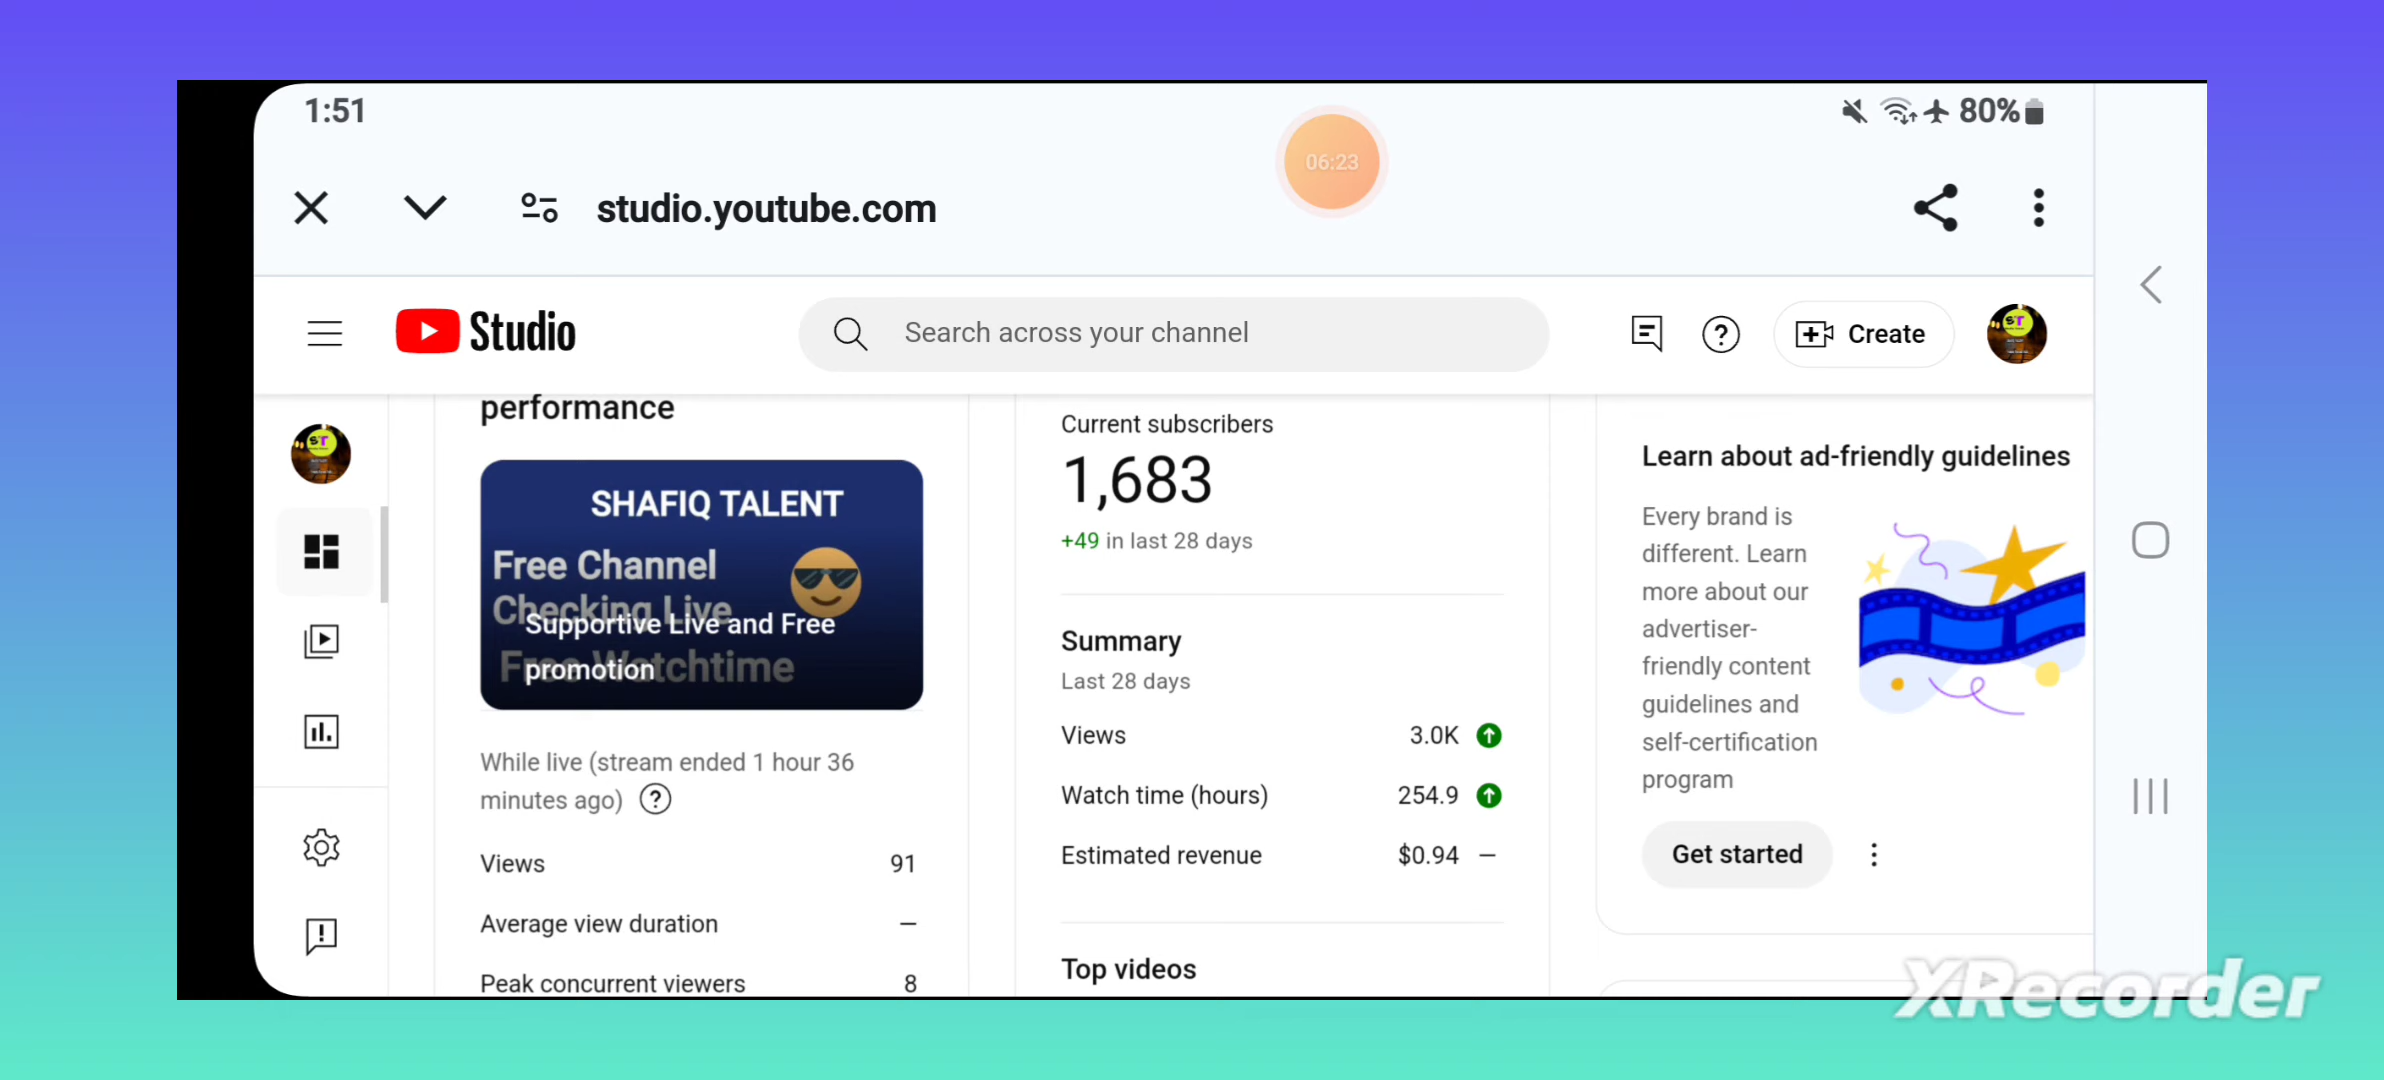 1:51
80%
06:23
studio.youtube.com
Studio
Search across your channel
Create
performance
SHAFIQ TALENT
Free Channel
Checking Live
Free Watchtime
Supportive Live and Free
promotion
While live (stream ended 1 hour 36
minutes ago)
Views 91
Average view duration –
Peak concurrent viewers 8
Current subscribers
1,683
+49 in last 28 days
Summary
Last 28 days
Views 3.0K
Watch time (hours) 254.9
Estimated revenue $0.94 –
Top videos
Learn about ad-friendly guidelines
Every brand is
different. Learn
more about our
advertiser-
friendly content
guidelines and
self-certification
program
Get started
XRecorder